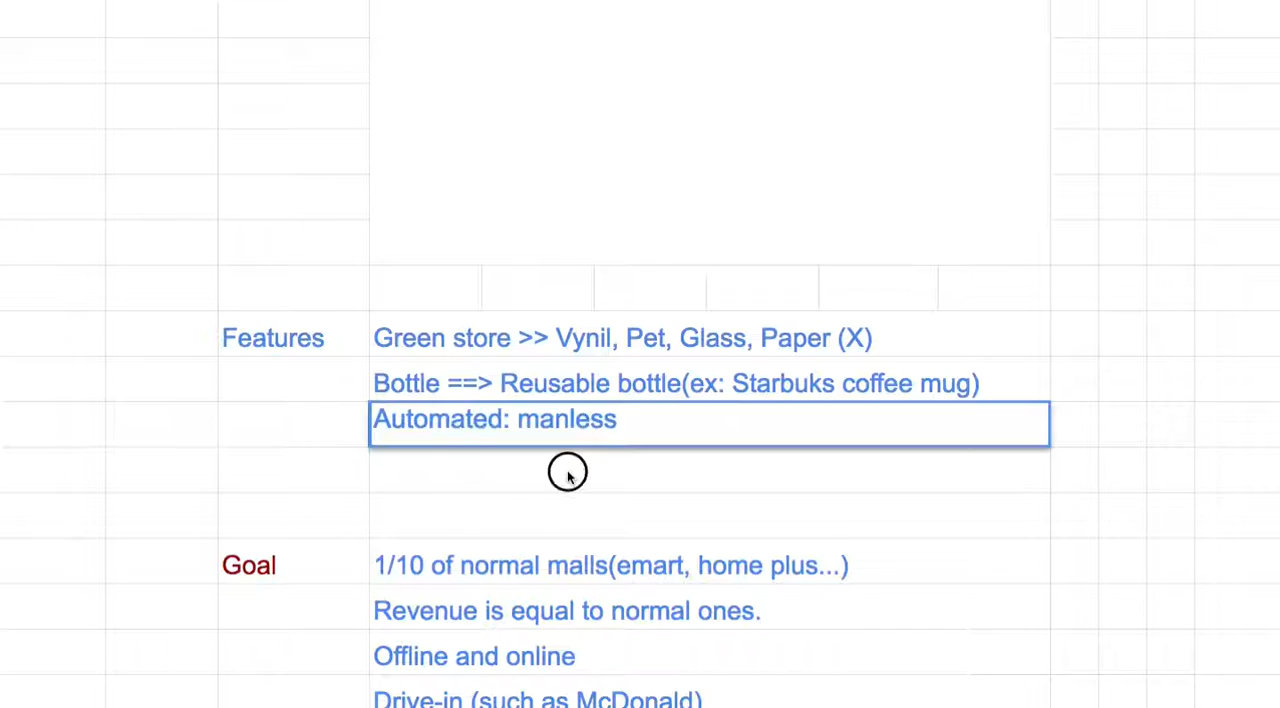 Features
Green store >> Vynil, Pet, Glass, Paper (X)
Bottle ==> Reusable bottle(ex: Starbuks coffee mug)
Automated: manless
Goal
1/10 of normal malls(emart, home plus...)
Revenue is equal to normal ones.
Offline and online
Drive-in (such as McDonald)